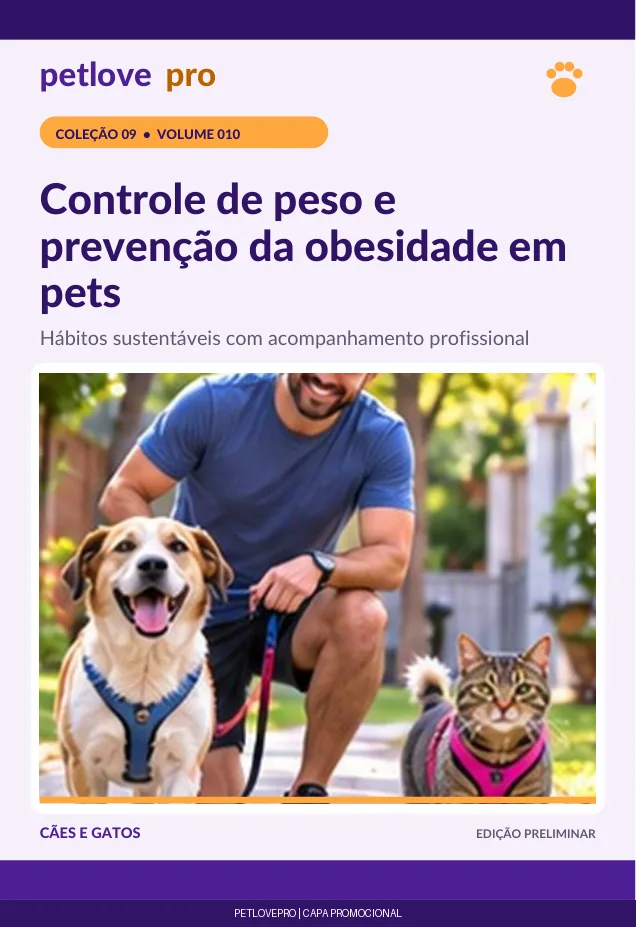 petlove pro
COLEÇÃO 09 • VOLUME 010
Controle de peso e
prevenção da obesidade em
pets
Hábitos sustentáveis com acompanhamento profissional
CÃES E GATOS
EDIÇÃO PRELIMINAR
PETLOVEPRO | CAPA PROMOCIONAL